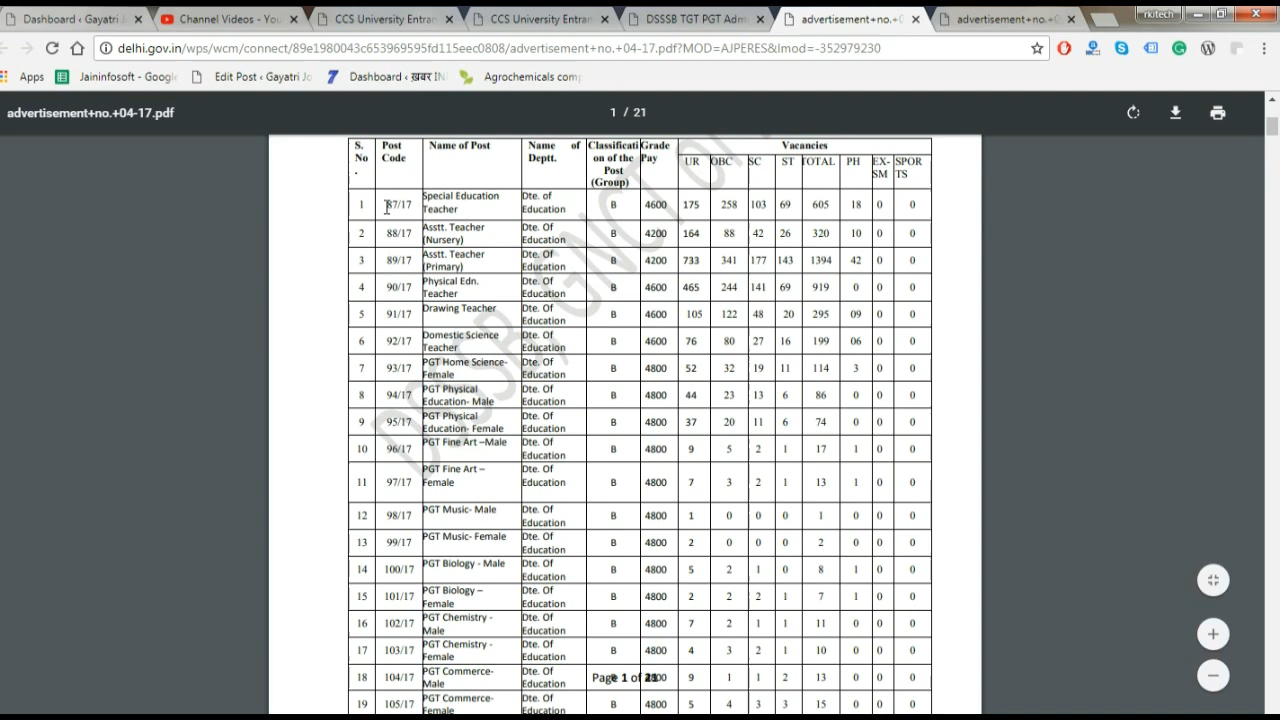 Dashboard ‹ Gayatri J
Channel Videos - You
CCS University Entran
CCS University Entran
DSSSB TGT PGT Adm
advertisement+no.+0
advertisement+no.+0
rkitech
delhi.gov.in/wps/wcm/connect/89e1980043c653969595fd115eec0808/advertisement+no.+04-17.pdf?MOD=AJPERES&lmod=-352979230
Apps
Jaininfosoft - Google
Edit Post ‹ Gayatri Jo
Dashboard ‹ ख़बर IN
Agrochemicals comp
advertisement+no.+04-17.pdf
1 / 21
S. No . Post Code Name of Post Name of Deptt. Classificati on of the Post (Group) Grade Pay Vacancies
UR OBC SC ST TOTAL PH EX-SM SPORTS
1 87/17 Special Education Teacher Dte. of Education B 4600 175 258 103 69 605 18 0 0
2 88/17 Asstt. Teacher (Nursery) Dte. Of Education B 4200 164 88 42 26 320 10 0 0
3 89/17 Asstt. Teacher (Primary) Dte. Of Education B 4200 733 341 177 143 1394 42 0 0
4 90/17 Physical Edn. Teacher Dte. Of Education B 4600 465 244 141 69 919 0 0 0
5 91/17 Drawing Teacher Dte. Of Education B 4600 105 122 48 20 295 09 0 0
6 92/17 Domestic Science Teacher Dte. Of Education B 4600 76 80 27 16 199 06 0 0
7 93/17 PGT Home Science- Female Dte. Of Education B 4800 52 32 19 11 114 3 0 0
8 94/17 PGT Physical Education- Male Dte. Of Education B 4800 44 23 13 6 86 0 0 0
9 95/17 PGT Physical Education- Female Dte. Of Education B 4800 37 20 11 6 74 0 0 0
10 96/17 PGT Fine Art –Male Dte. Of Education B 4800 9 5 2 1 17 1 0 0
11 97/17 PGT Fine Art – Female Dte. Of Education B 4800 7 3 2 1 13 1 0 0
12 98/17 PGT Music- Male Dte. Of Education B 4800 1 0 0 0 1 0 0 0
13 99/17 PGT Music- Female Dte. Of Education B 4800 2 0 0 0 2 0 0 0
14 100/17 PGT Biology - Male Dte. Of Education B 4800 5 2 1 0 8 1 0 0
15 101/17 PGT Biology – Female Dte. Of Education B 4800 2 2 2 1 7 1 0 0
16 102/17 PGT Chemistry - Male Dte. Of Education B 4800 7 2 1 1 11 0 0 0
17 103/17 PGT Chemistry - Female Dte. Of Education B 4800 4 3 2 1 10 0 0 0
18 104/17 PGT Commerce- Male Dte. Of Education 4800 9 1 1 2 13 0 0 0
Page 1 of 21
19 105/17 PGT Commerce- Female Dte. Of Education B 4800 5 4 3 3 15 0 0 0
DSSSB, GNCT of